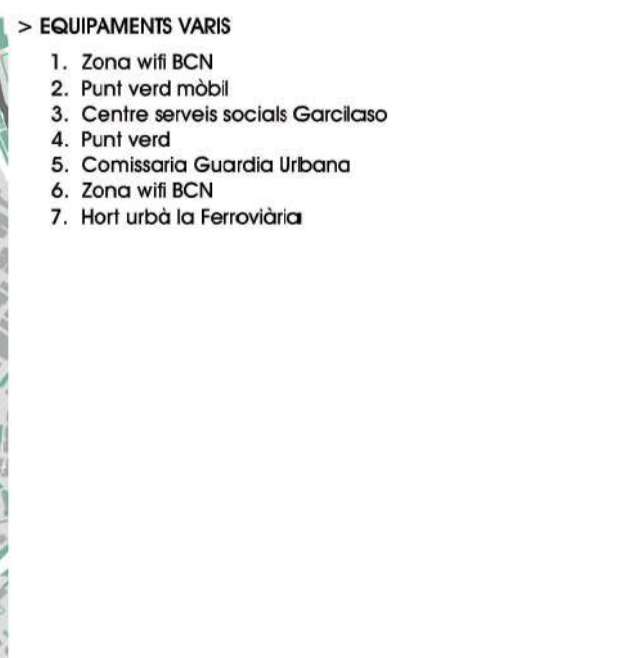 > EQUIPAMENTS VARIS
1. Zona wifi BCN
2. Punt verd mòbil
3. Centre serveis socials Garcilaso
4. Punt verd
5. Comissaria Guardia Urbana
6. Zona wifi BCN
7. Hort urbà la Ferroviària